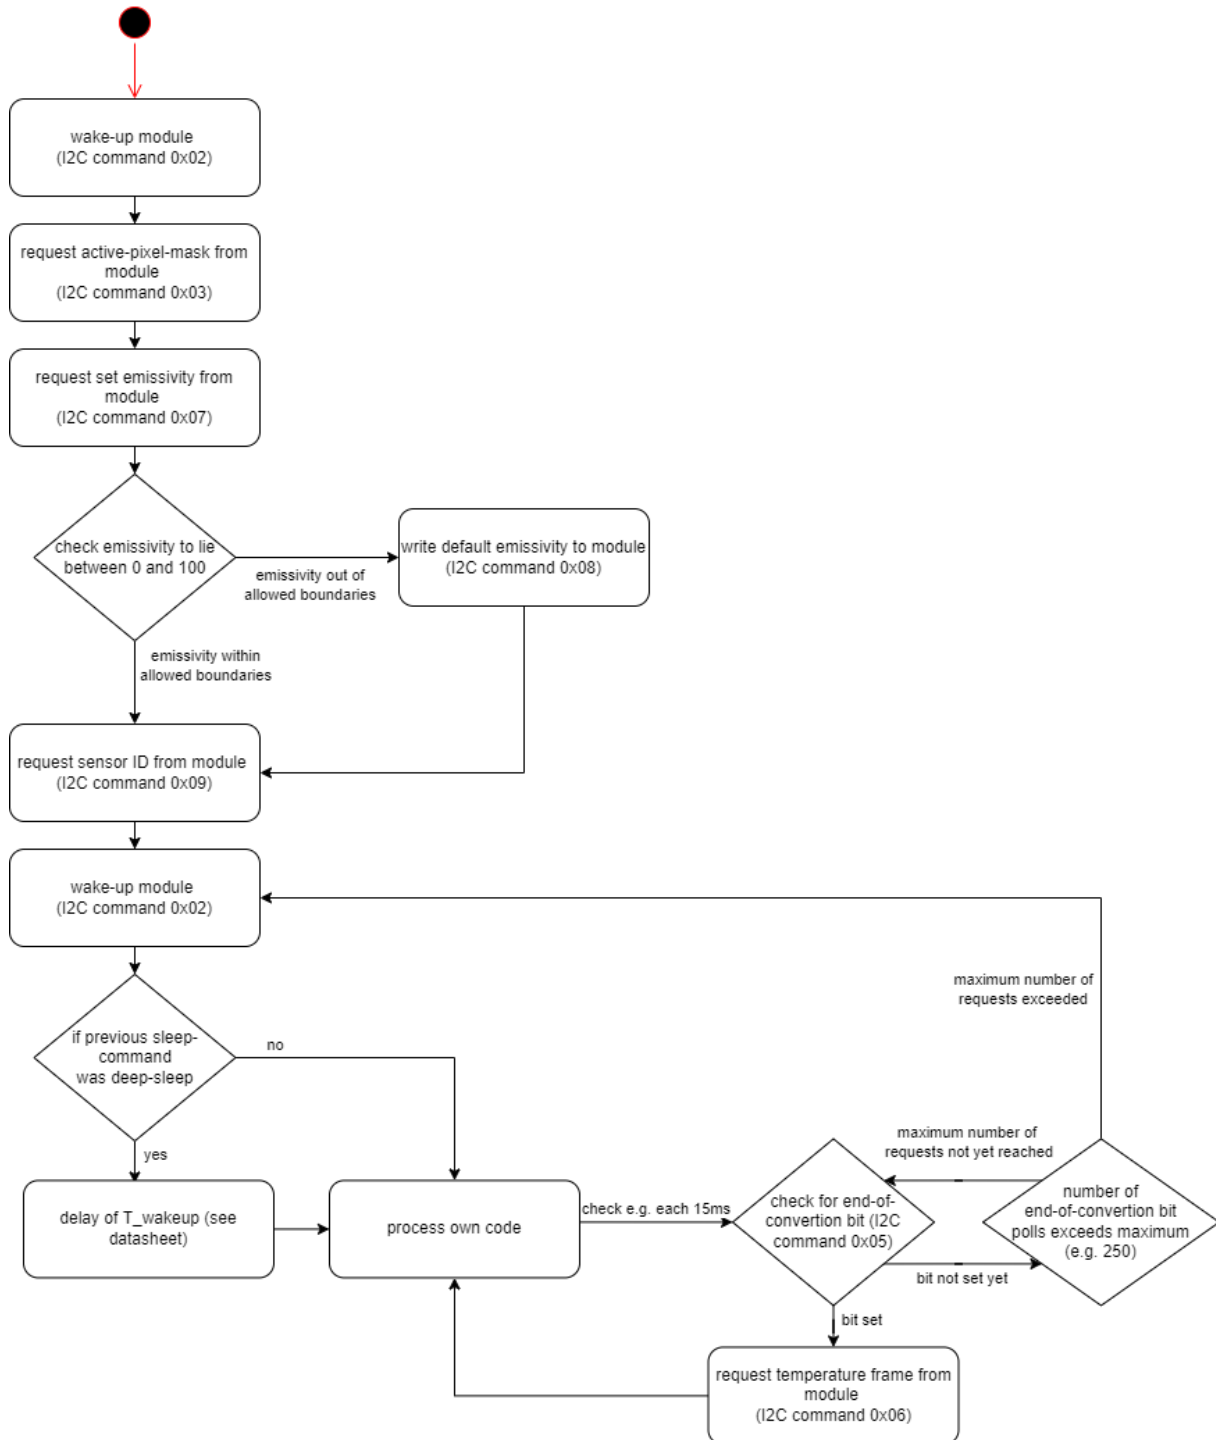 wake-up module
(I2C command 0x02)
request active-pixel-mask from
module
(I2C command 0x03)
request set emissivity from
module
(I2C command 0x07)
check emissivity to lie
between 0 and 100
emissivity out of
allowed boundaries
write default emissivity to module
(I2C command 0x08)
emissivity within
allowed boundaries
request sensor ID from module
(I2C command 0x09)
wake-up module
(I2C command 0x02)
if previous sleep-
command
was deep-sleep
no
yes
delay of T_wakeup (see
datasheet)
process own code
check e.g. each 15ms
check for end-of-
convertion bit (I2C
command 0x05)
maximum number of
requests not yet reached
bit not set yet
number of
end-of-convertion bit
polls exceeds maximum
(e.g. 250)
maximum number of
requests exceeded
bit set
request temperature frame from
module
(I2C command 0x06)